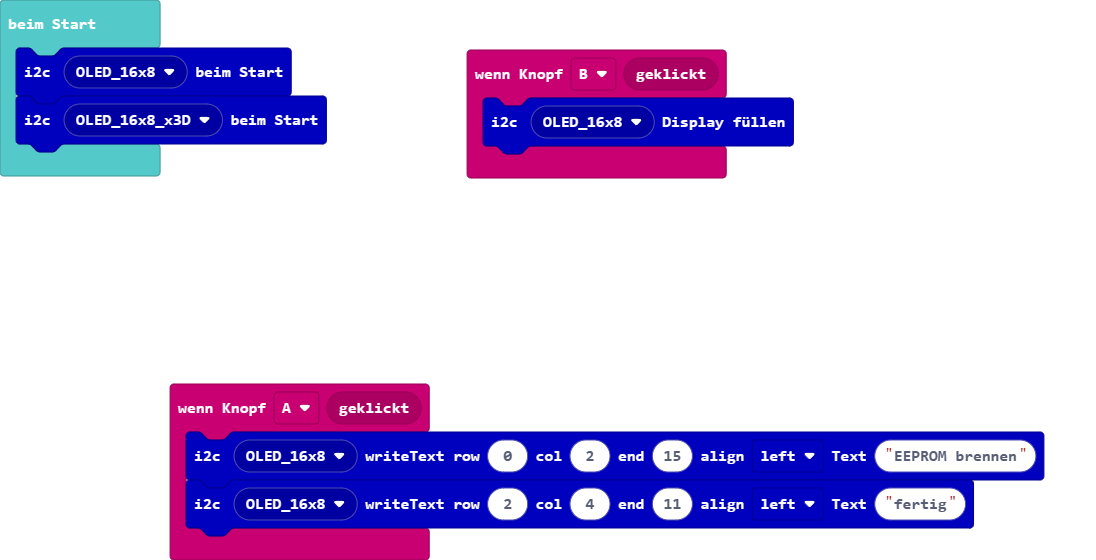 beim Start
i2c OLED_16x8 beim Start
i2c OLED_16x8_x3D beim Start
wenn Knopf B geklickt
i2c OLED_16x8 Display füllen
wenn Knopf A geklickt
i2c OLED_16x8 writeText row 0 col 2 end 15 align left Text "EEPROM brennen"
i2c OLED_16x8 writeText row 2 col 4 end 11 align left Text "fertig"